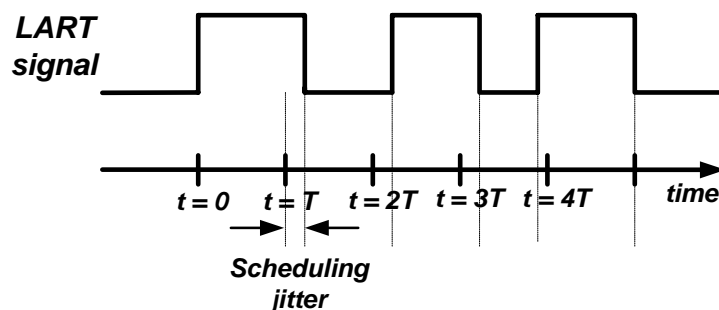 LART
signal
t = 0
t = T
t = 2T
t = 3T
t = 4T
time
Scheduling
jitter